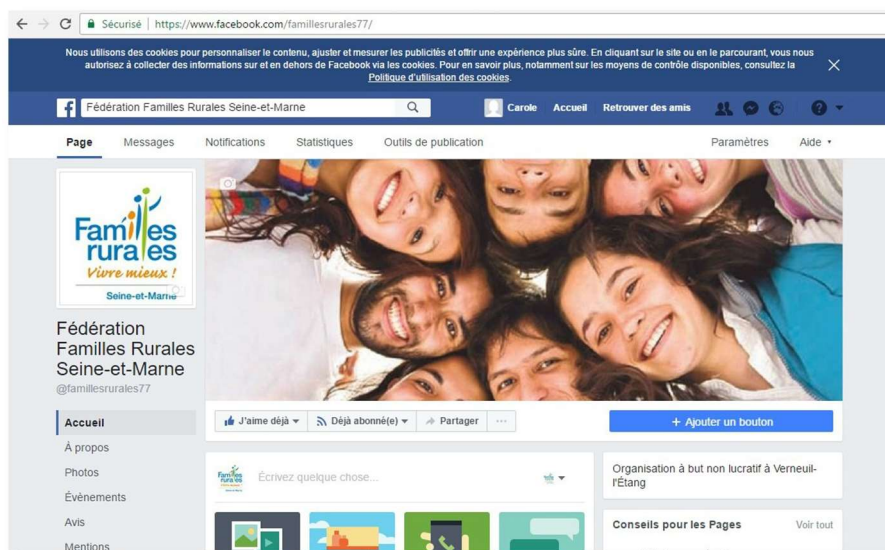 Sécurisé | https://www.facebook.com/famillesrurales77/
Nous utilisons des cookies pour personnaliser le contenu, ajuster et mesurer les publicités et offrir une expérience plus sûre. En cliquant sur le site ou en le parcourant, vous nous
autorisez à collecter des informations sur et en dehors de Facebook via les cookies. Pour en savoir plus, notamment sur les moyens de contrôle disponibles, consultez la
Politique d'utilisation des cookies.
Fédération Familles Rurales Seine-et-Marne
Carole Accueil Retrouver des amis
Page Messages Notifications Statistiques Outils de publication Paramètres Aide
Familles
rurales
Vivre mieux !
Seine-et-Marne
Fédération
Familles Rurales
Seine-et-Marne
@famillesrurales77
J'aime déjà Déjà abonné(e) Partager ... + Ajouter un bouton
Accueil
À propos
Photos
Évènements
Avis
Mentions
Familles
rurales
Écrivez quelque chose...
Organisation à but non lucratif à Verneuil-
l'Étang
Conseils pour les Pages Voir tout